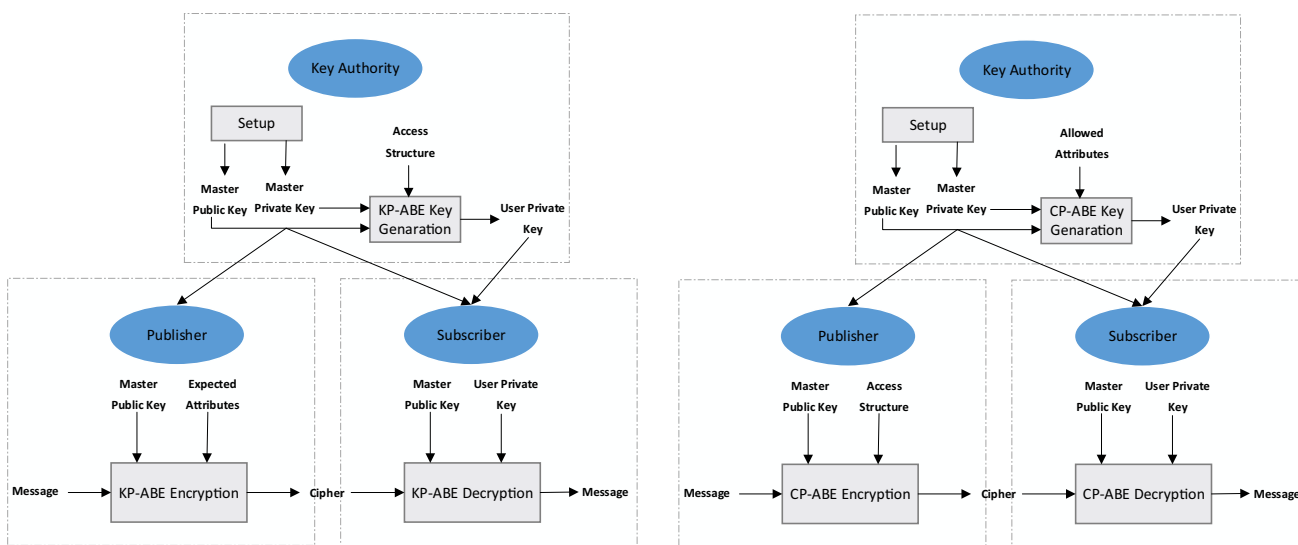 Key Authority
Setup
Access
Structure
Master
Public Key
Master
Private Key
KP-ABE Key
Genaration
User Private
Key
Publisher
Subscriber
Master
Public Key
Expected
Attributes
Master
Public Key
User Private
Key
Message
KP-ABE Encryption
Cipher
KP-ABE Decryption
Message
Key Authority
Setup
Allowed
Attributes
Master
Public Key
Master
Private Key
CP-ABE Key
Genaration
User Private
Key
Publisher
Subscriber
Master
Public Key
Access
Structure
Master
Public Key
User Private
Key
Message
CP-ABE Encryption
Cipher
CP-ABE Decryption
Message